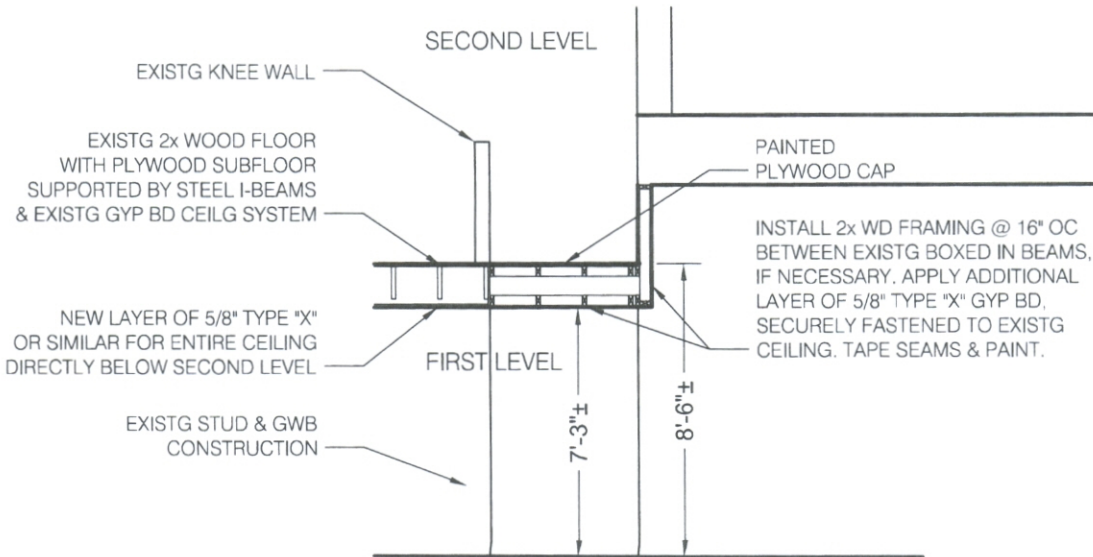 SECOND LEVEL
EXISTG KNEE WALL
EXISTG 2x WOOD FLOOR
WITH PLYWOOD SUBFLOOR
SUPPORTED BY STEEL I-BEAMS
& EXISTG GYP BD CEILG SYSTEM
PAINTED
PLYWOOD CAP
INSTALL 2x WD FRAMING @ 16" OC
BETWEEN EXISTG BOXED IN BEAMS,
IF NECESSARY. APPLY ADDITIONAL
LAYER OF 5/8" TYPE "X" GYP BD,
SECURELY FASTENED TO EXISTG
CEILING. TAPE SEAMS & PAINT.
NEW LAYER OF 5/8" TYPE "X"
OR SIMILAR FOR ENTIRE CEILING
DIRECTLY BELOW SECOND LEVEL
FIRST LEVEL
EXISTG STUD & GWB
CONSTRUCTION
7'-3"±
8'-6"±